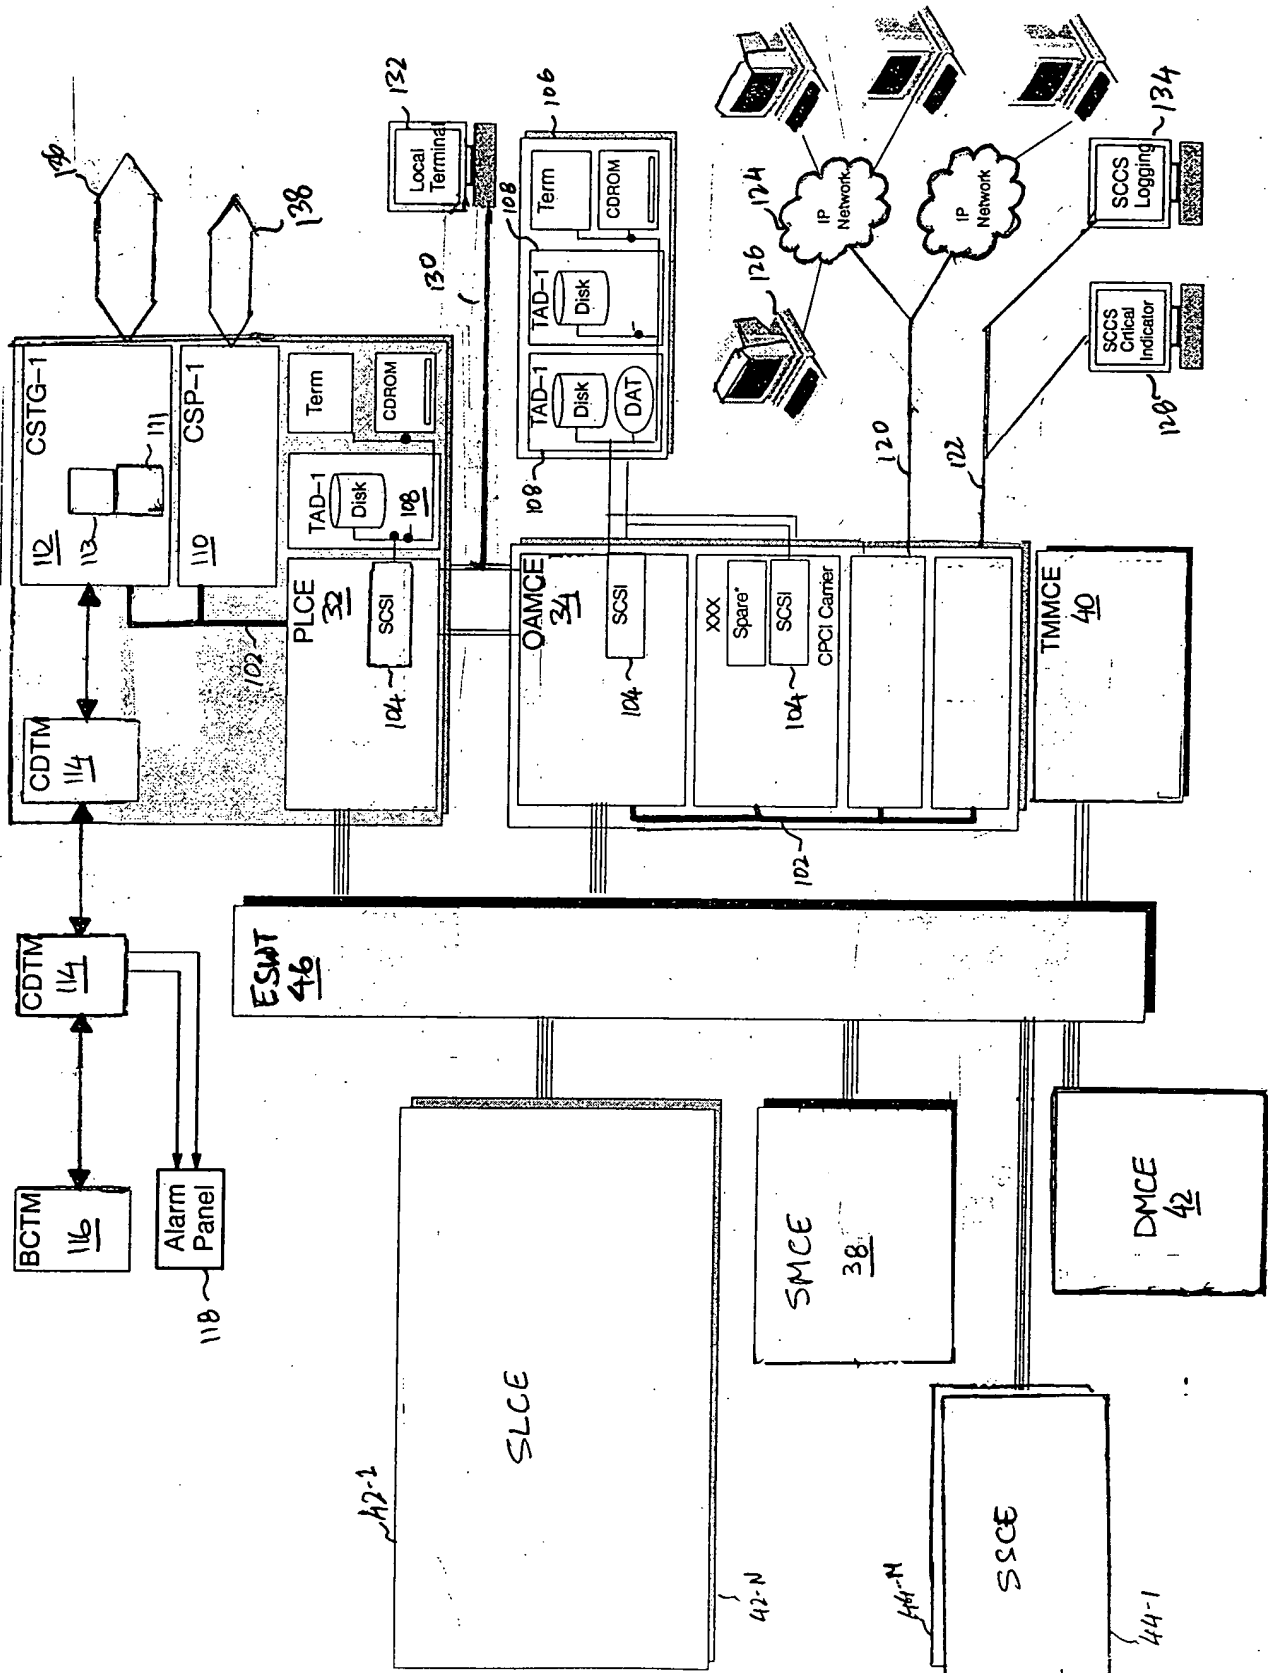 BCTM
116
CDTM
114
CDTM
114
CSTG-1
112
113
111
136
Alarm
Panel
118
CSP-1
110
138
102
Term
CDROM
TAD-1
Disk
108
PLCE
32
SCSI
104
Local
Terminal
132
130
ESWT
46
OAMCE
34
SCSI
104
XXX
Spare*
SCSI
CPCI Carrier
104
102
TAD-1
Disk
DAT
108
TAD-1
Disk
108
Term
CDROM
106
42-1
SLCE
42-N
126
IP
Network
124
IP
Network
120
122
SMCE
38
TMMCE
40
SCCS
Critical
Indicator
128
SCCS
Logging
134
44-N
SSCE
44-1
DMCE
42